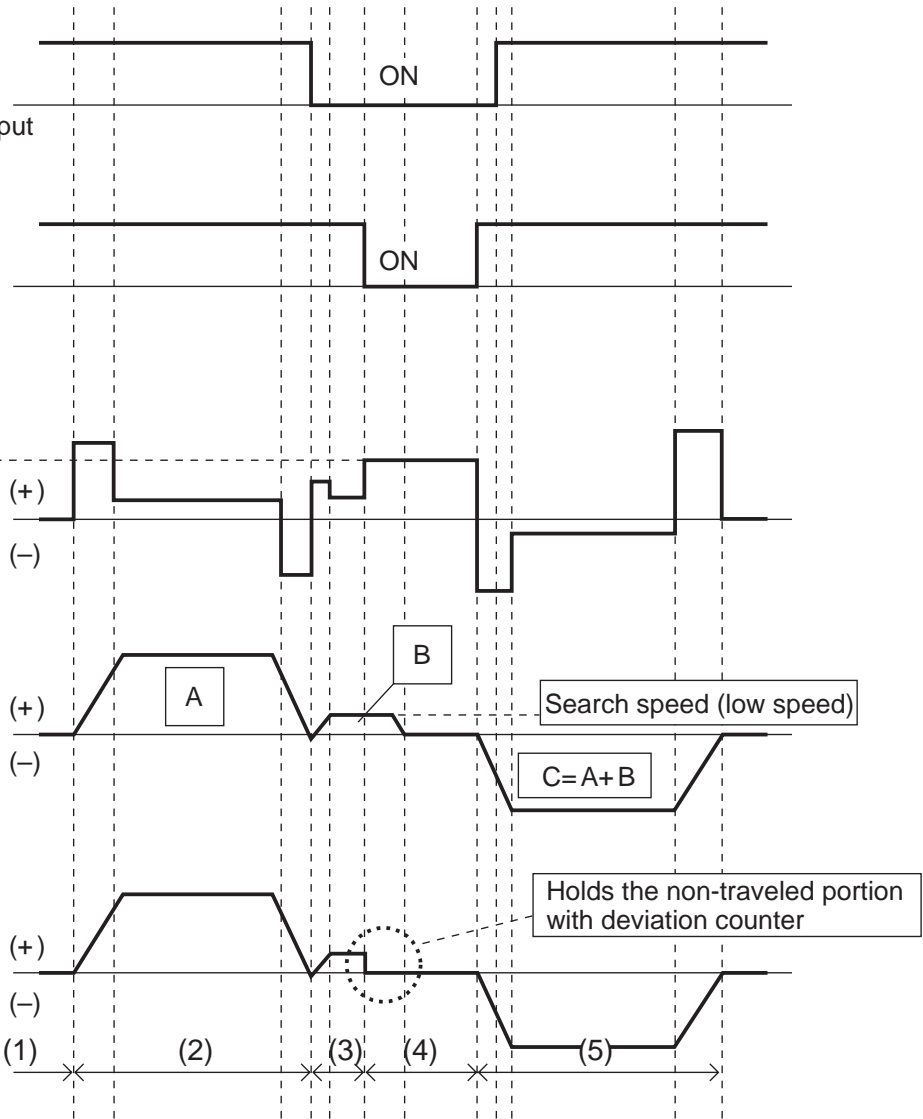 ON
put
ON
(+)
(–)
B
A
(+)
Search speed (low speed)
(–)
C=A+B
Holds the non-traveled portion
with deviation counter
(+)
(–)
(1) (2) (3) (4) (5)